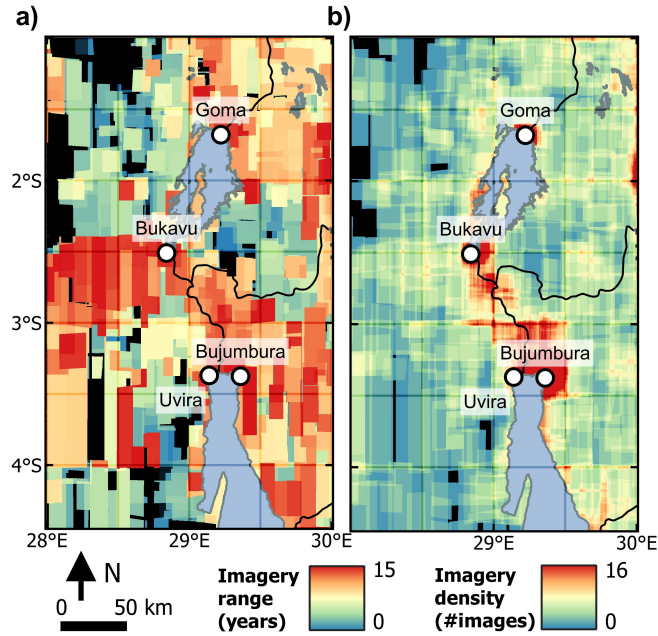 a)
b)
Goma
Goma
2°S
Bukavu
Bukavu
3°S
Bujumbura
Bujumbura
Uvira
Uvira
4°S
28°E
29°E
30°E
29°E
30°E
N
0
50 km
Imagery
range
(years)
15
0
Imagery
density
(#images)
16
0